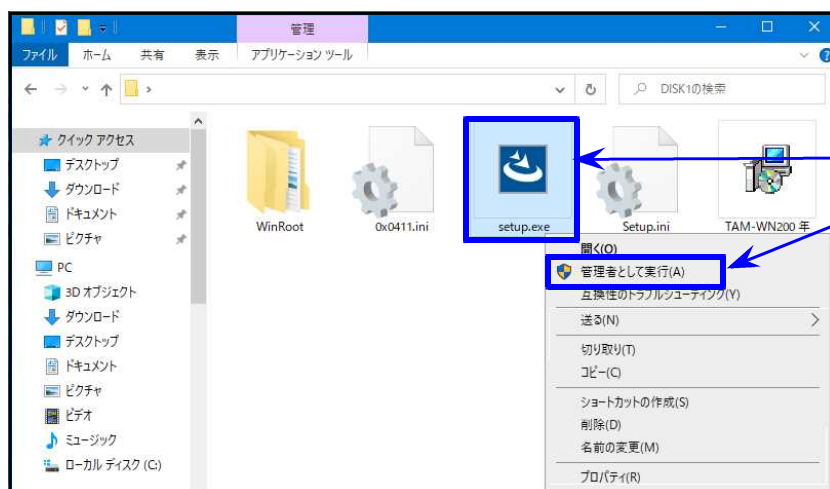 管理
ファイル ホーム 共有 表示 アプリケーション ツール
DISK1の検索
クイック アクセス
デスクトップ
ダウンロード
ドキュメント
ピクチャ
PC
3D オブジェクト
ダウンロード
デスクトップ
ドキュメント
ピクチャ
ビデオ
ミュージック
ローカル ディスク (C:)
WinRoot 0x0411.ini setup.exe Setup.ini TAM-WN200 年
開く(O)
管理者として実行(A)
互換性のトラブルシューティング(Y)
送る(N)
切り取り(T)
コピー(C)
ショートカットの作成(S)
削除(D)
名前の変更(M)
プロパティ(R)